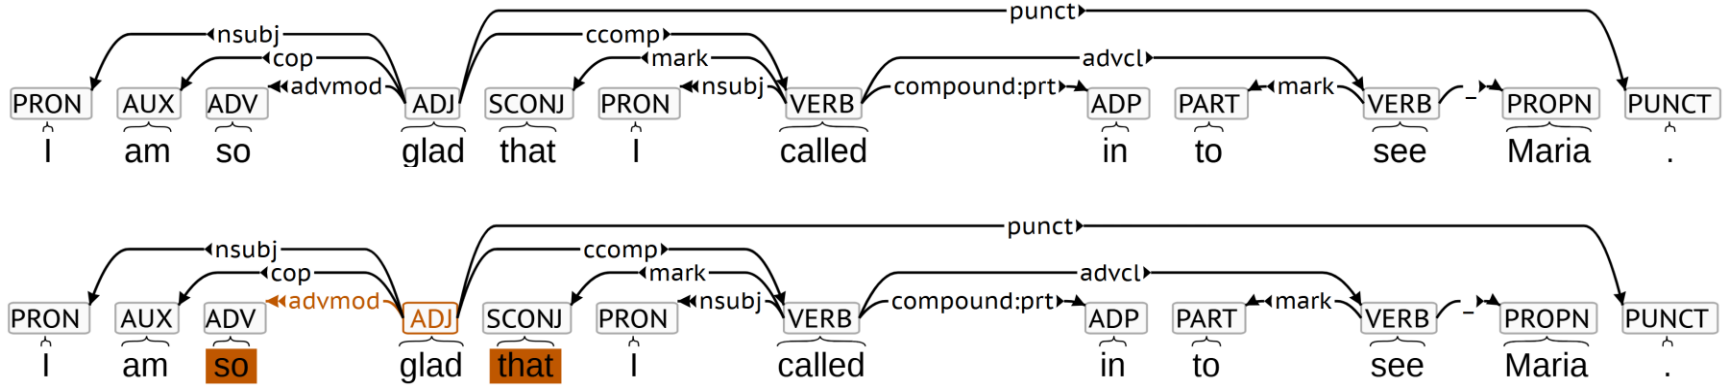 punct
nsubj ccomp
cop mark advcl
advmod nsubj compound:prt mark _
PRON AUX ADV ADJ SCONJ PRON VERB ADP PART VERB PROPN PUNCT
I am so glad that I called in to see Maria .
punct
nsubj ccomp
cop mark advcl
advmod nsubj compound:prt mark _
PRON AUX ADV ADJ SCONJ PRON VERB ADP PART VERB PROPN PUNCT
I am so glad that I called in to see Maria .